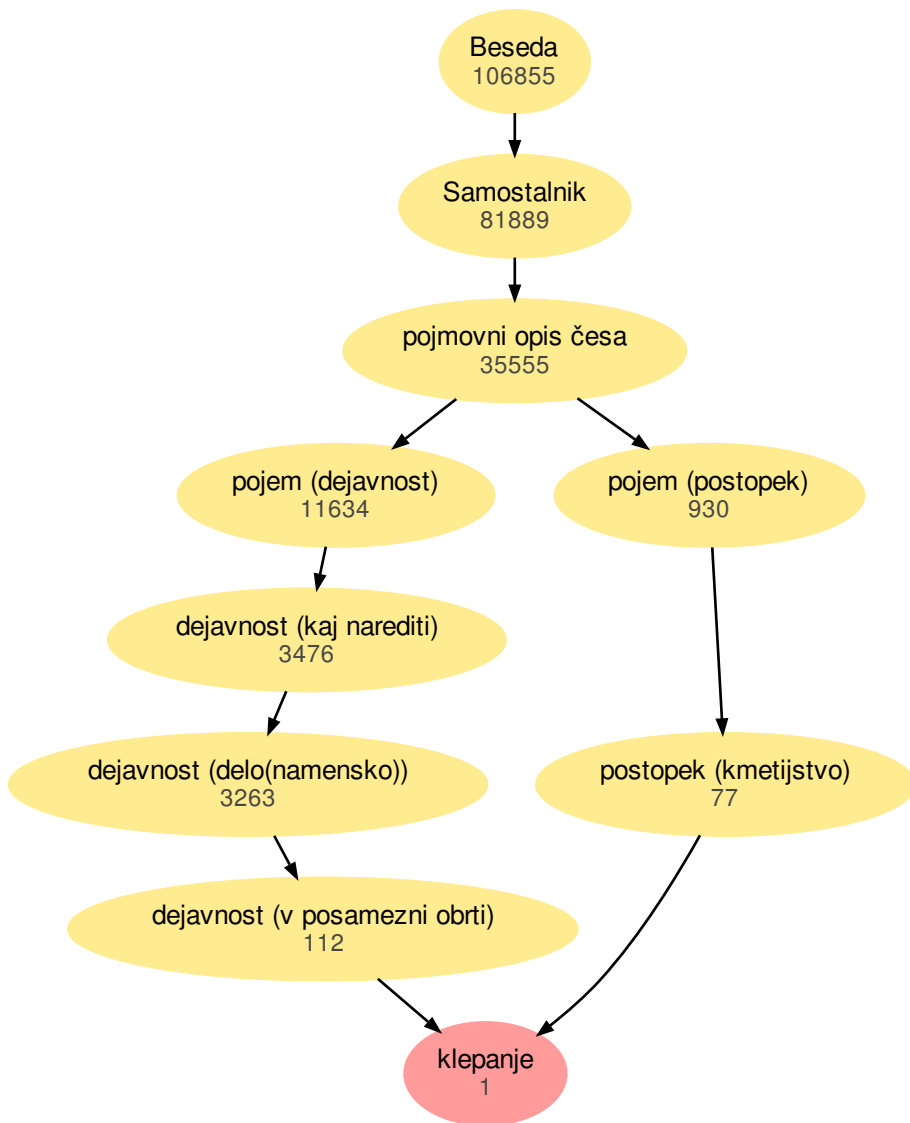 Beseda
106855
Samostalnik
81889
pojmovni opis česa
35555
pojem (dejavnost)
11634
pojem (postopek)
930
dejavnost (kaj narediti)
3476
dejavnost (delo(namensko))
3263
postopek (kmetijstvo)
77
dejavnost (v posamezni obrti)
112
klepanje
1